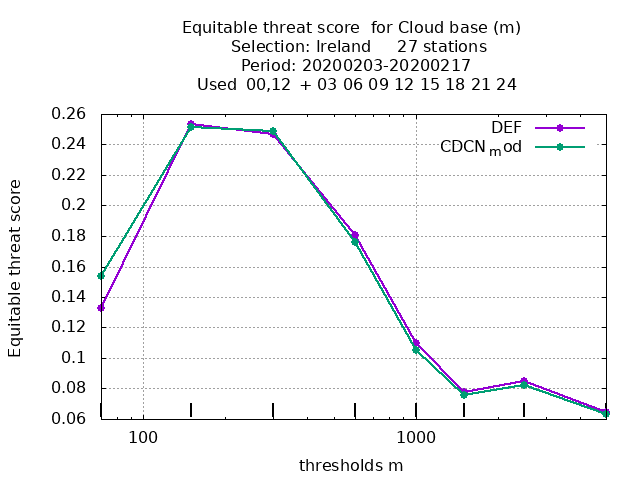 Equitable threat score  for Cloud base (m)
Selection: Ireland     27 stations
Period: 20200203-20200217
Used  00,12  + 03 06 09 12 15 18 21 24
DEF
CDCNmod
0.26
0.24
0.22
0.2
0.18
0.16
0.14
0.12
0.1
0.08
0.06
Equitable threat score
100
1000
thresholds m